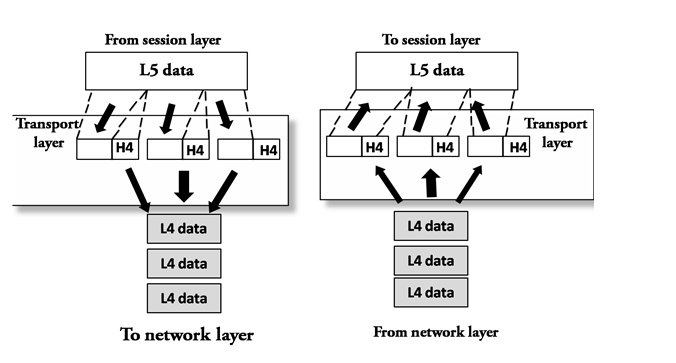 From session layer
L5 data
Transport
layer
H4
H4
H4
L4 data
L4 data
L4 data
To network layer
To session layer
L5 data
Transport
layer
H4
H4
H4
L4 data
L4 data
L4 data
From network layer